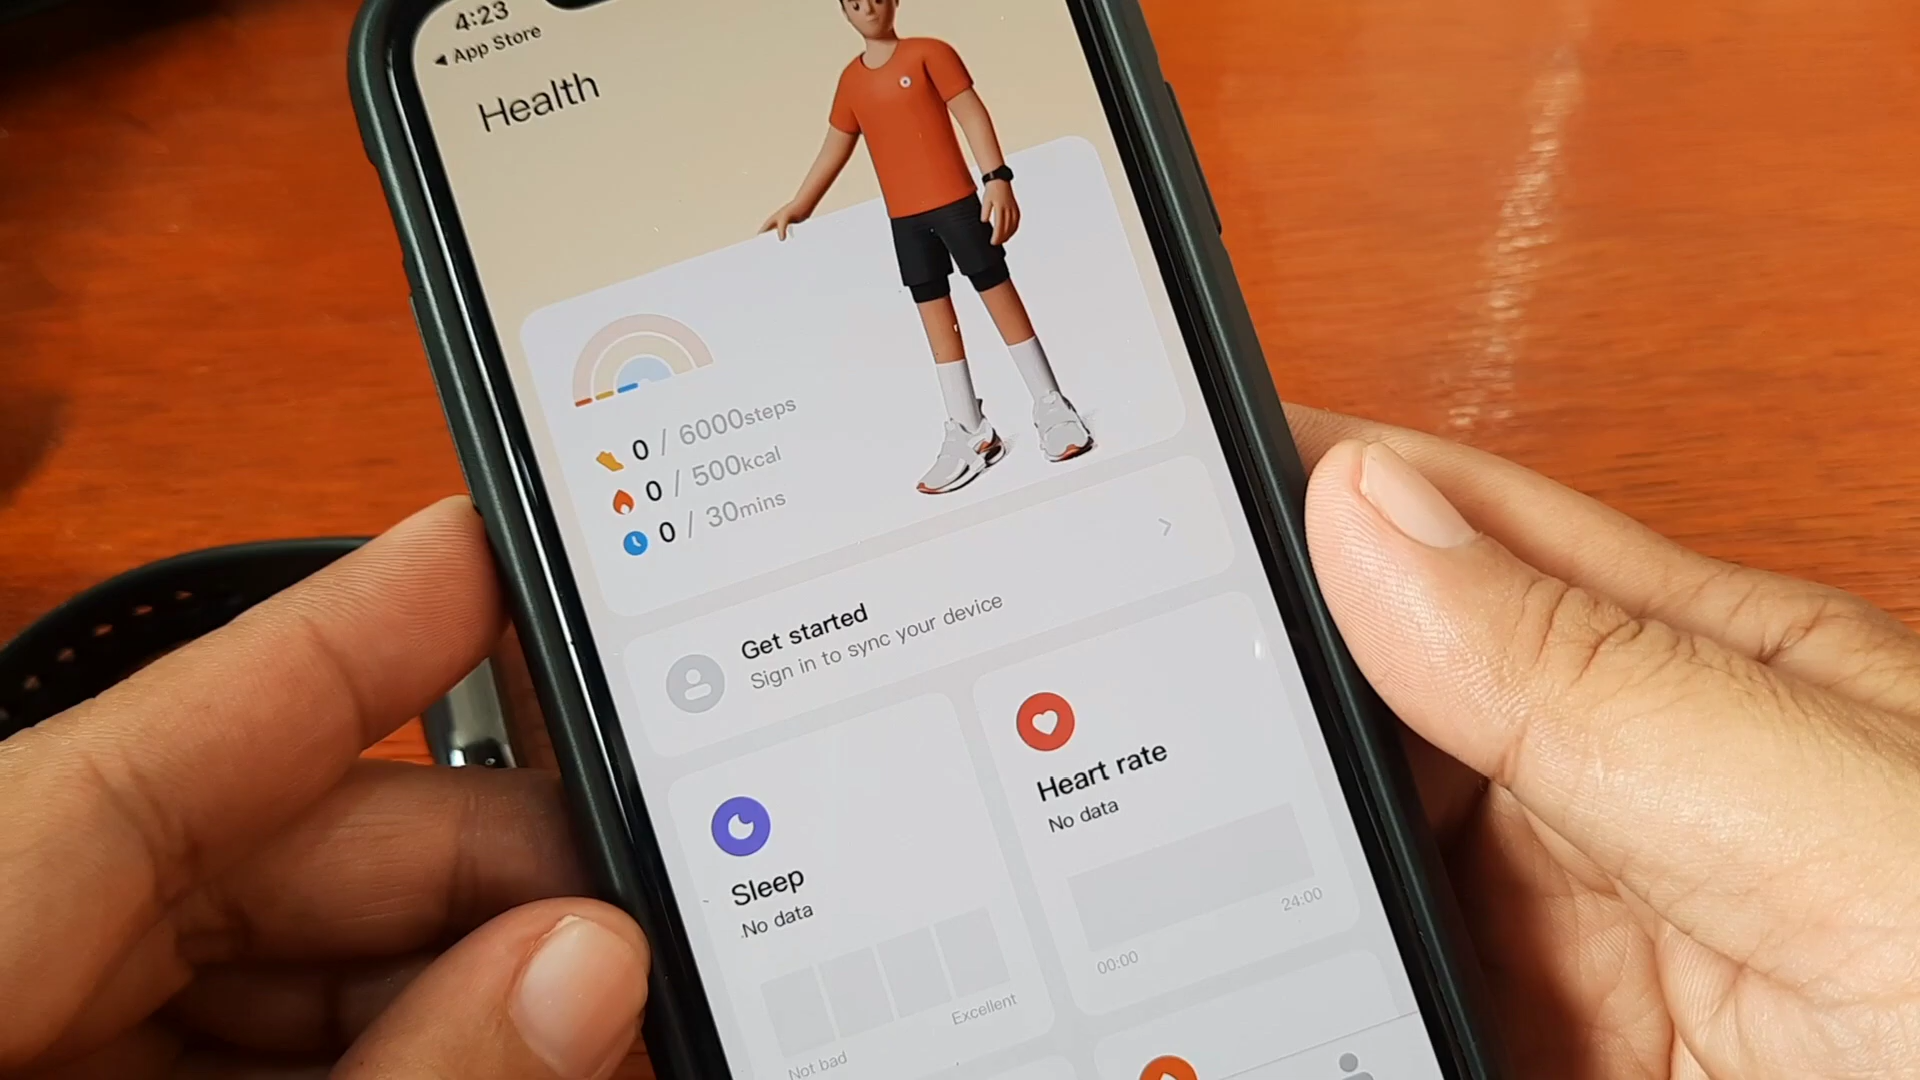 4:23
App Store
Health
0 / 6000steps
0 / 500kcal
0 / 30mins
Get started
Sign in to sync your device
Heart rate
No data
24:00
00:00
Sleep
No data
Excellent
Not bad